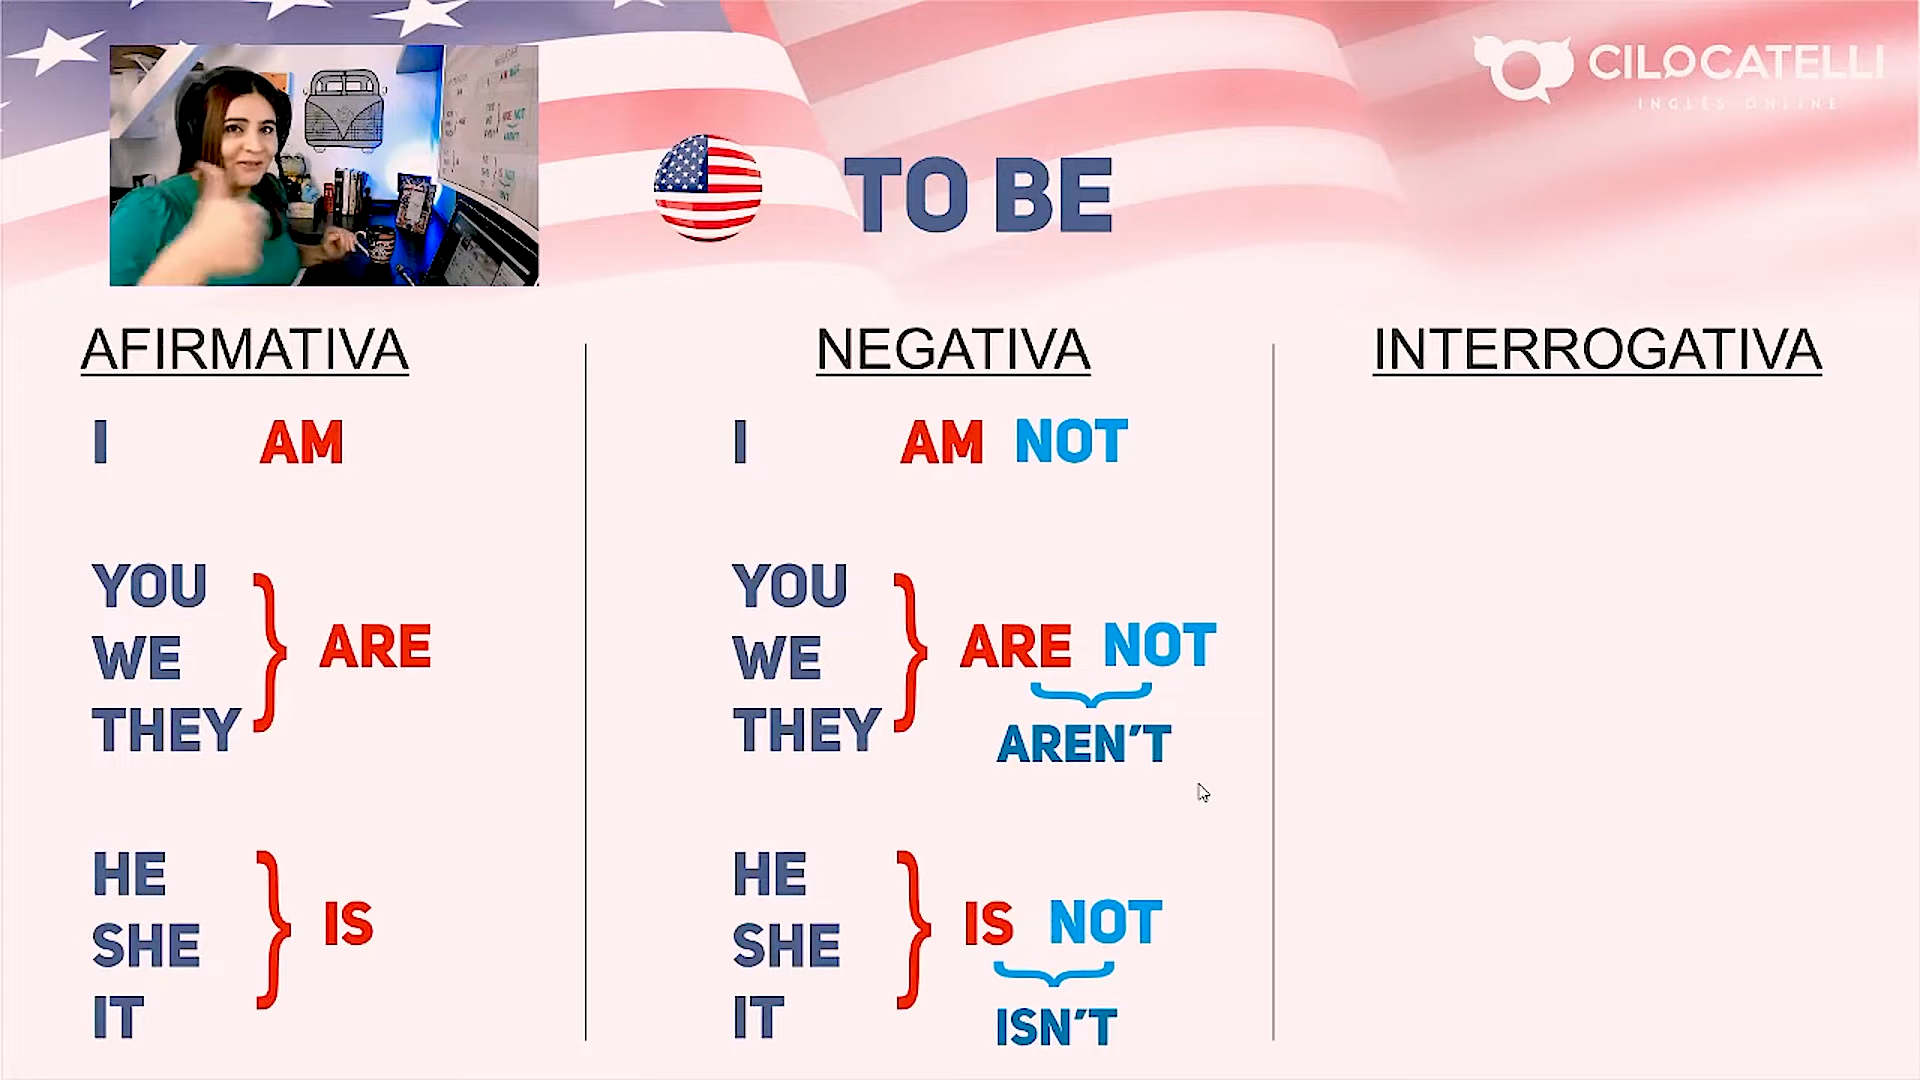 CILOCATELLI
INGLÊS ONLINE
TO BE
AFIRMATIVA
I AM
YOU
WE
THEY
ARE
HE
SHE
IT
IS
NEGATIVA
I AM NOT
YOU
WE
THEY
ARE NOT
AREN'T
HE
SHE
IT
IS NOT
ISN'T
INTERROGATIVA